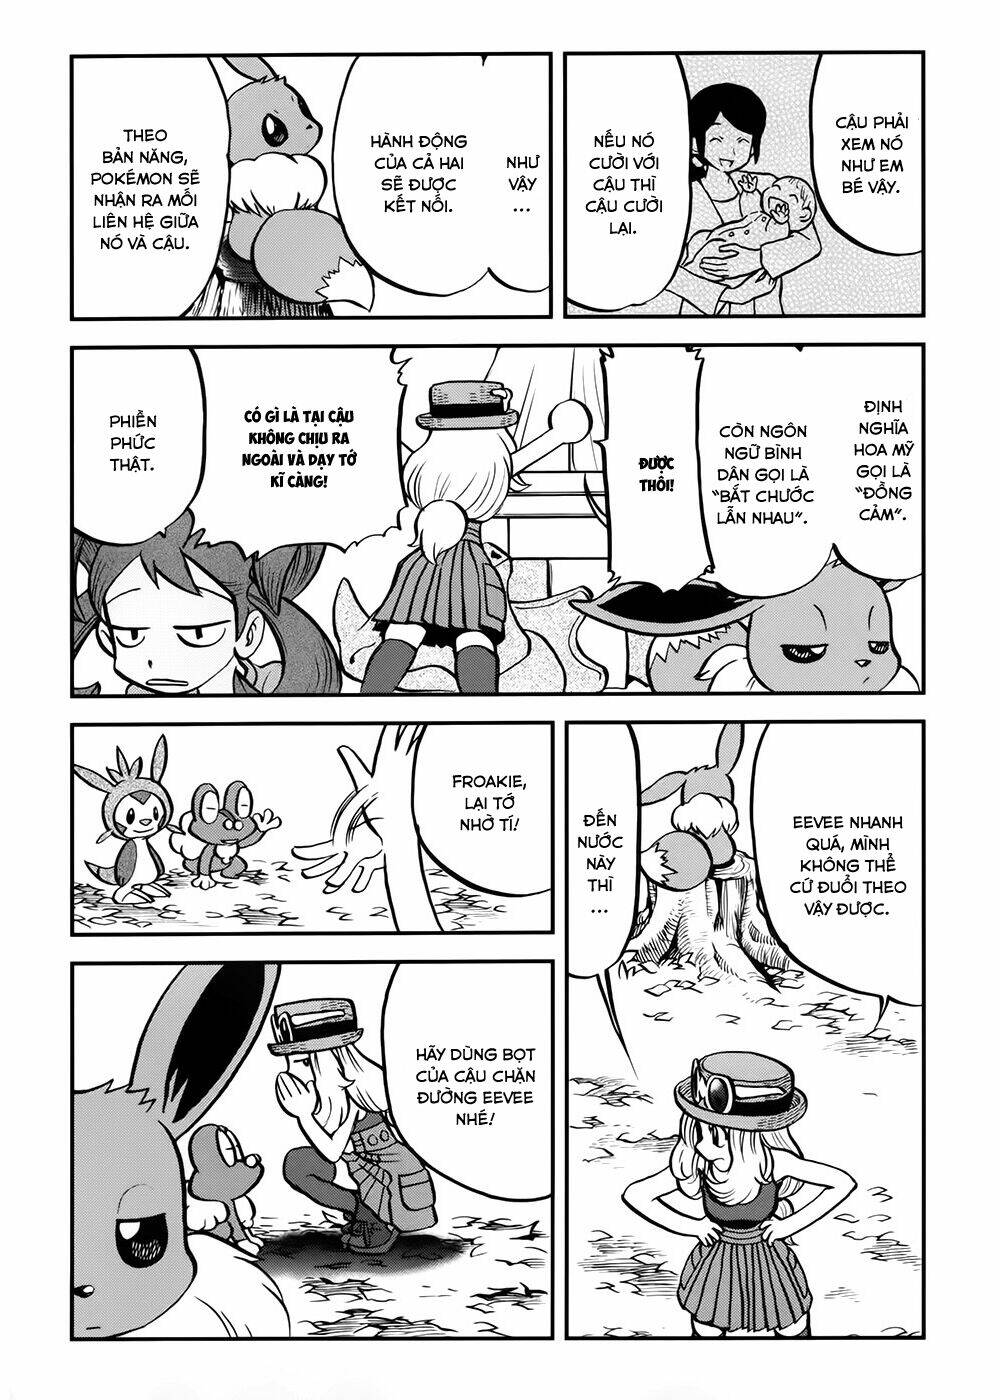 CẬU PHẢI
XEM NÓ
NHƯ EM
BÉ VẬY.
NẾU NÓ
CƯỜI VỚI
CẬU THÌ
CẬU CƯỜI
LẠI.
NHƯ
VẬY
...
HÀNH ĐỘNG
CỦA CẢ HAI
SẼ ĐƯỢC
KẾT NỐI.
THEO
BẢN NĂNG,
POKÉMON SẼ
NHẬN RA MỐI
LIÊN HỆ GIỮA
NÓ VÀ CẬU.
ĐỊNH
NGHĨA
HOA MỸ
GỌI LÀ
“ĐỒNG
CẢM”.
CÒN NGÔN
NGỮ BÌNH
DÂN GỌI LÀ
“BẮT CHƯỚC
LẪN NHAU”.
ĐƯỢC
THÔI!
CÓ GÌ LÀ TẠI CẬU
KHÔNG CHỊU RA
NGOÀI VÀ DẠY TỚ
KĨ CÀNG!
PHIỀN
PHỨC
THẬT.
EEVEE NHANH
QUÁ, MÌNH
KHÔNG THỂ
CỨ ĐUỔI THEO
VẬY ĐƯỢC.
ĐẾN
NƯỚC
NÀY THÌ
...
FROAKIE,
LẠI TỚ
NHỜ TÍ!
HÃY DÙNG BỌT
CỦA CẬU CHẶN
ĐƯỜNG EEVEE
NHÉ!